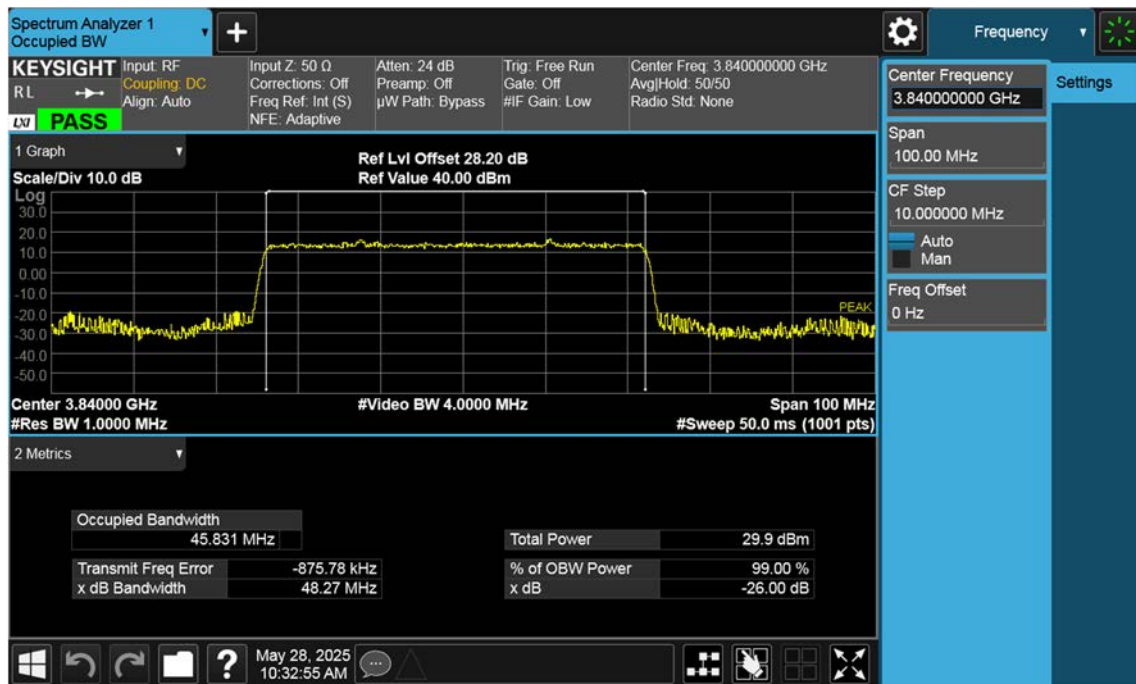 Spectrum Analyzer 1
Occupied BW
+
Frequency
KEYSIGHT
R L
LXI PASS
Input: RF
Coupling: DC
Align: Auto
Input Z: 50 Ω
Corrections: Off
Freq Ref: Int (S)
NFE: Adaptive
Atten: 24 dB
Preamp: Off
µW Path: Bypass
Trig: Free Run
Gate: Off
#IF Gain: Low
Center Freq: 3.840000000 GHz
Avg|Hold: 50/50
Radio Std: None
Center Frequency
3.840000000 GHz
Settings
Span
100.00 MHz
CF Step
10.000000 MHz
Auto
Man
Freq Offset
0 Hz
1 Graph
Scale/Div 10.0 dB
Ref Lvl Offset 28.20 dB
Ref Value 40.00 dBm
Log
30.0
20.0
10.0
0.00
-10.0
-20.0
-30.0
-40.0
-50.0
PEAK
Center 3.84000 GHz
#Video BW 4.0000 MHz
Span 100 MHz
#Res BW 1.0000 MHz
#Sweep 50.0 ms (1001 pts)
2 Metrics
Occupied Bandwidth
45.831 MHz
Total Power 29.9 dBm
Transmit Freq Error -875.78 kHz
% of OBW Power 99.00 %
x dB Bandwidth 48.27 MHz
x dB -26.00 dB
?
May 28, 2025
10:32:55 AM